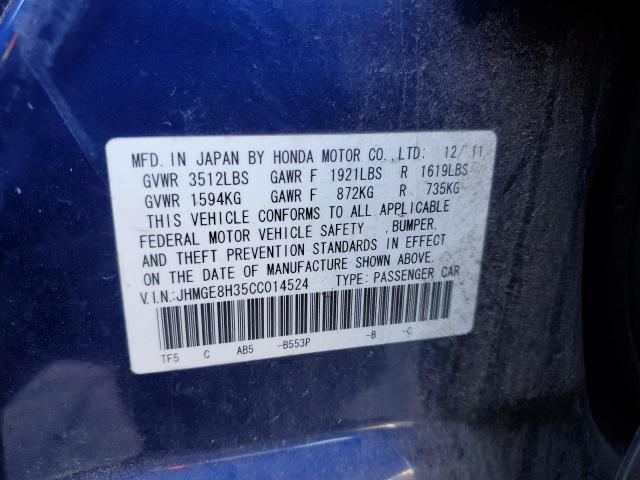 MFD. IN JAPAN BY HONDA MOTOR CO.,LTD. 12/11
GVWR 3512LBS GAWR F 1921LBS R 1619LBS
GVWR 1594KG GAWR F 872KG R 735KG
THIS VEHICLE CONFORMS TO ALL APPLICABLE
FEDERAL MOTOR VEHICLE SAFETY ,BUMPER,
AND THEFT PREVENTION STANDARDS IN EFFECT
ON THE DATE OF MANUFACTURE SHOWN ABOVE.
V.I.N.:JHMGE8H35CC014524 TYPE: PASSENGER CAR
TF5 C AB5 -B553P -B -C